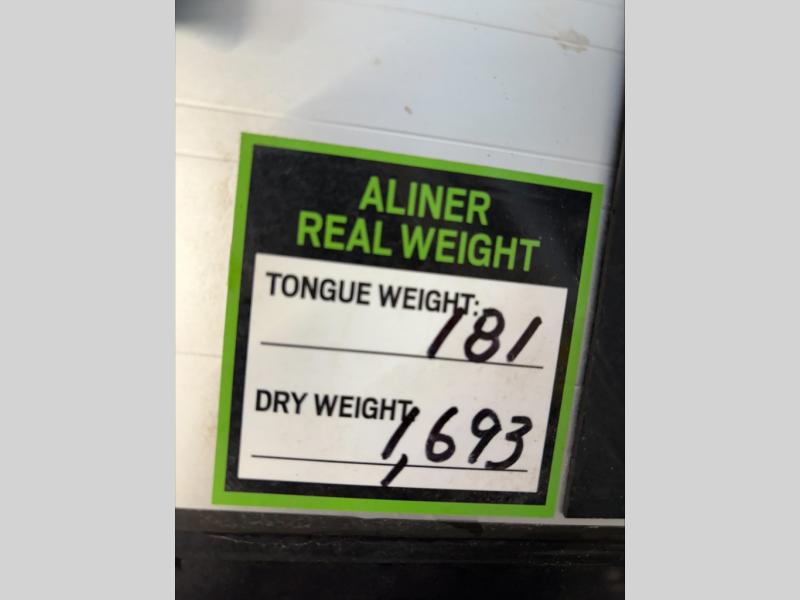 ALINER
REAL WEIGHT
TONGUE WEIGHT:
181
DRY WEIGHT
1,693